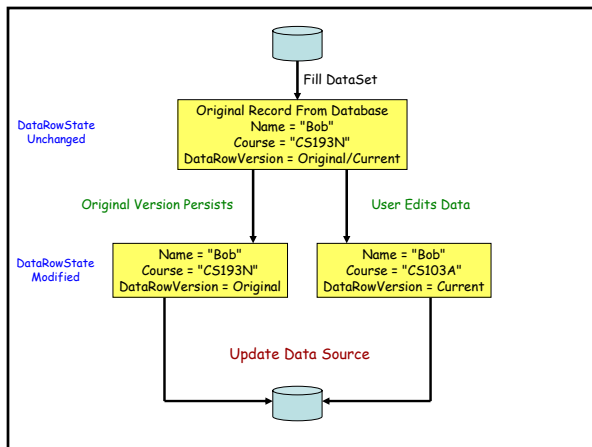 Fill DataSet
DataRowState
Unchanged
Original Record From Database
Name = "Bob"
Course = "CS193N"
DataRowVersion = Original/Current
Original Version Persists
User Edits Data
DataRowState
Modified
Name = "Bob"
Course = "CS193N"
DataRowVersion = Original
Name = "Bob"
Course = "CS103A"
DataRowVersion = Current
Update Data Source